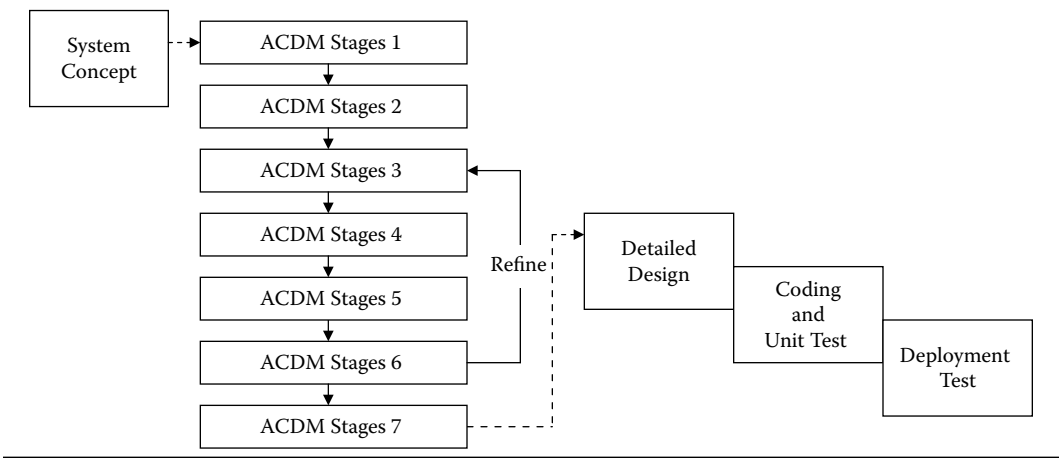 System
Concept
ACDM Stages 1
ACDM Stages 2
ACDM Stages 3
ACDM Stages 4
ACDM Stages 5
ACDM Stages 6
ACDM Stages 7
Refine
Detailed
Design
Coding
and
Unit Test
Deployment
Test